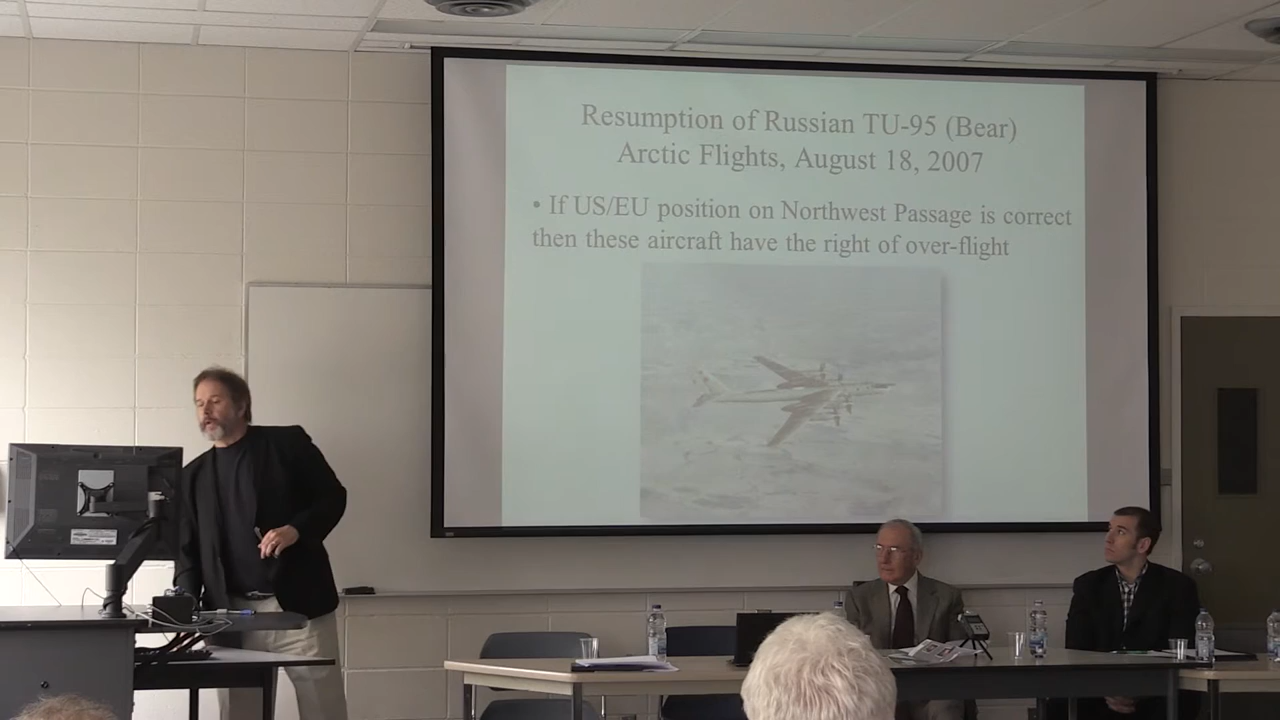 Resumption of Russian TU-95 (Bear)
Arctic Flights, August 18, 2007
• If US/EU position on Northwest Passage is correct
then these aircraft have the right of over-flight